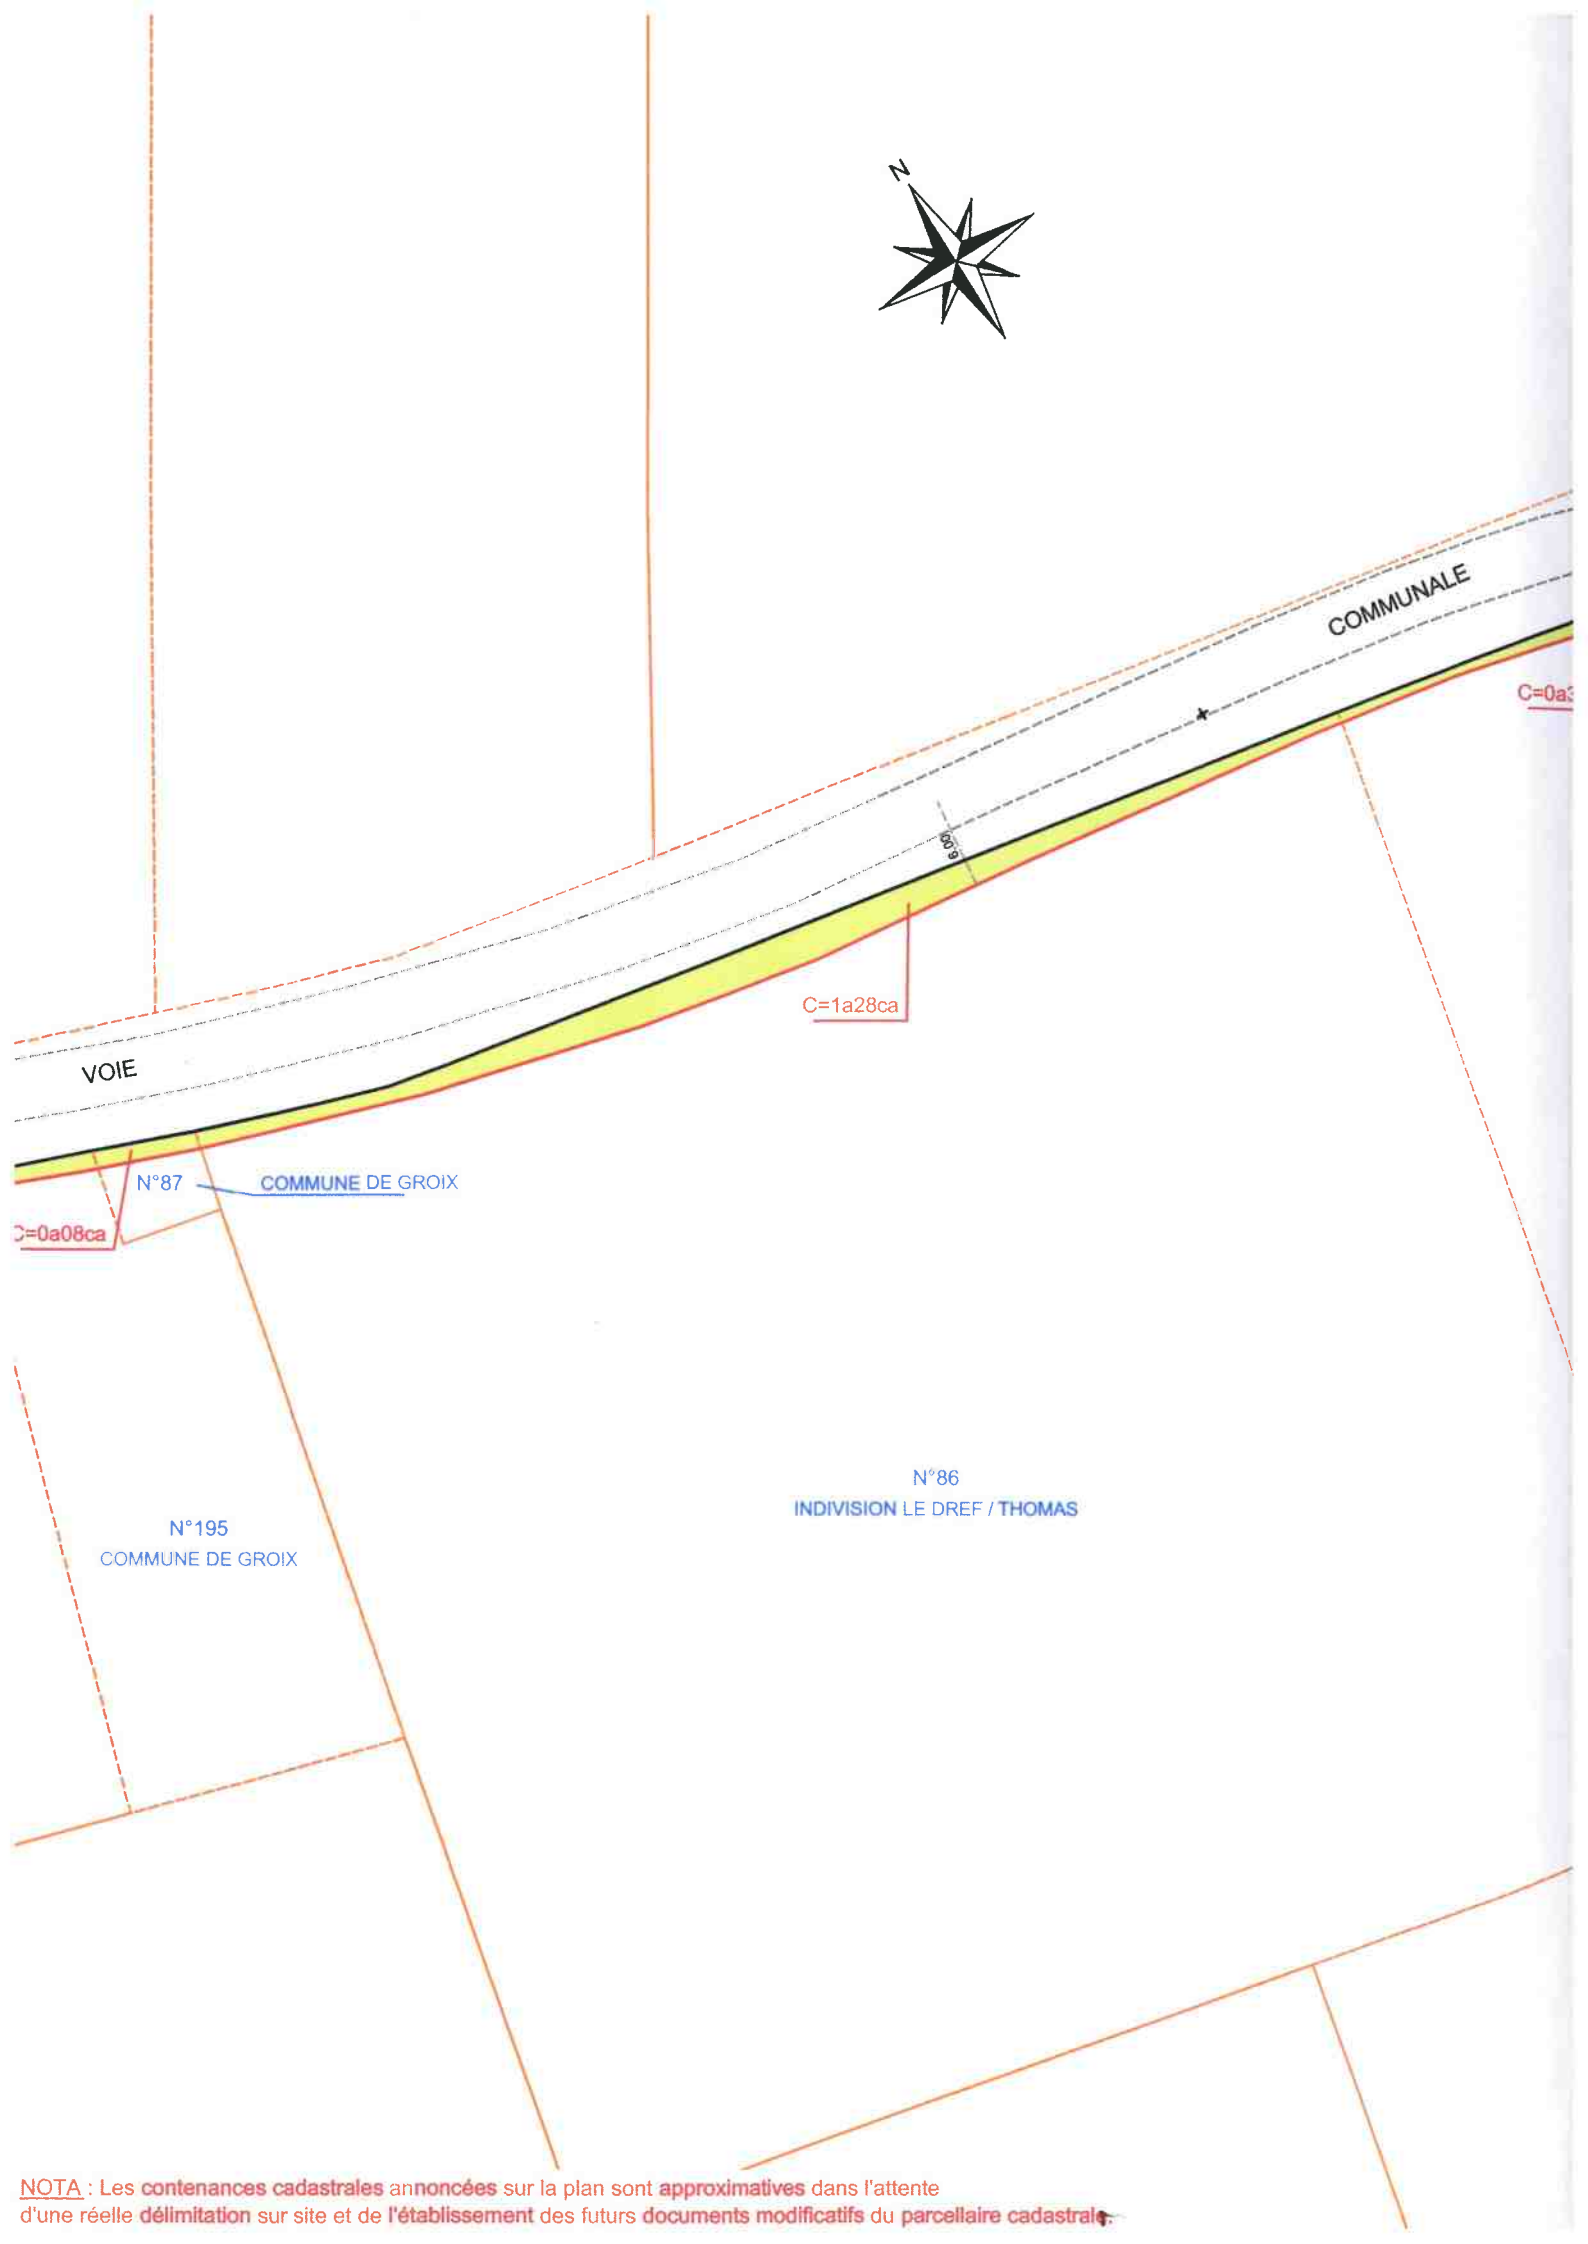 N
COMMUNALE
C=0a3
6.00
C=1a28ca
VOIE
N°87
COMMUNE DE GROIX
C=0a08ca
N°86
INDIVISION LE DREF / THOMAS
N°195
COMMUNE DE GROIX
NOTA : Les contenances cadastrales annoncées sur la plan sont approximatives dans l'attente
d'une réelle délimitation sur site et de l'établissement des futurs documents modificatifs du parcellaire cadastrale.